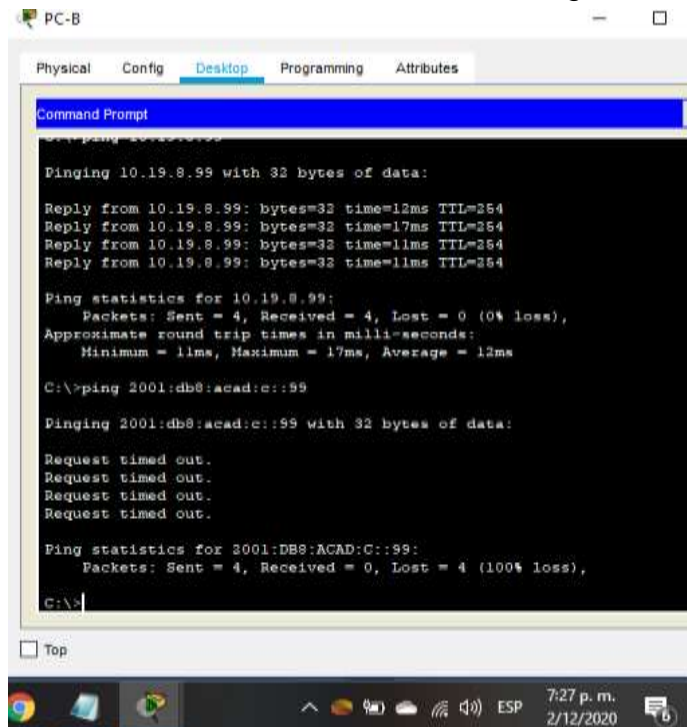 PC-B
Physical Config Desktop Programming Attributes
Command Prompt
Pinging 10.19.8.99 with 32 bytes of data:
Reply from 10.19.8.99: bytes=32 time=12ms TTL=254
Reply from 10.19.8.99: bytes=32 time=17ms TTL=254
Reply from 10.19.8.99: bytes=32 time=11ms TTL=254
Reply from 10.19.8.99: bytes=32 time=11ms TTL=254
Ping statistics for 10.19.8.99:
Packets: Sent = 4, Received = 4, Lost = 0 (0% loss),
Approximate round trip times in milli-seconds:
Minimum = 11ms, Maximum = 17ms, Average = 12ms
C:\>ping 2001:db8:acad:c::99
Pinging 2001:db8:acad:c::99 with 32 bytes of data:
Request timed out.
Request timed out.
Request timed out.
Request timed out.
Ping statistics for 2001:DB8:ACAD:C::99:
Packets: Sent = 4, Received = 0, Lost = 4 (100% loss),
C:\>
Top
ESP
7:27 p. m.
2/12/2020